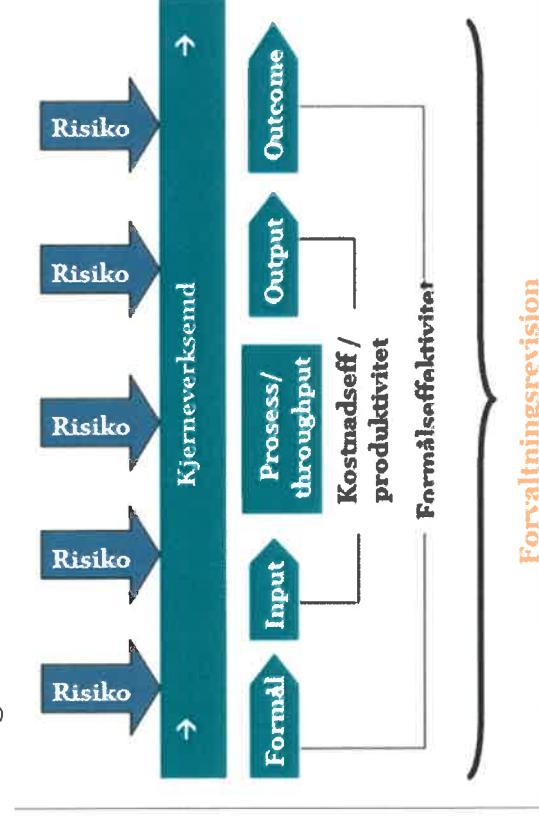 Risiko
Risiko
Risiko
Risiko
Risiko
→ Kjerneverksemd →
Formål
Input
Prosess/
throughput
Output
Outcome
Kostnadseff /
produktivitet
Formålseffektivitet
Forvaltningsrevisjon